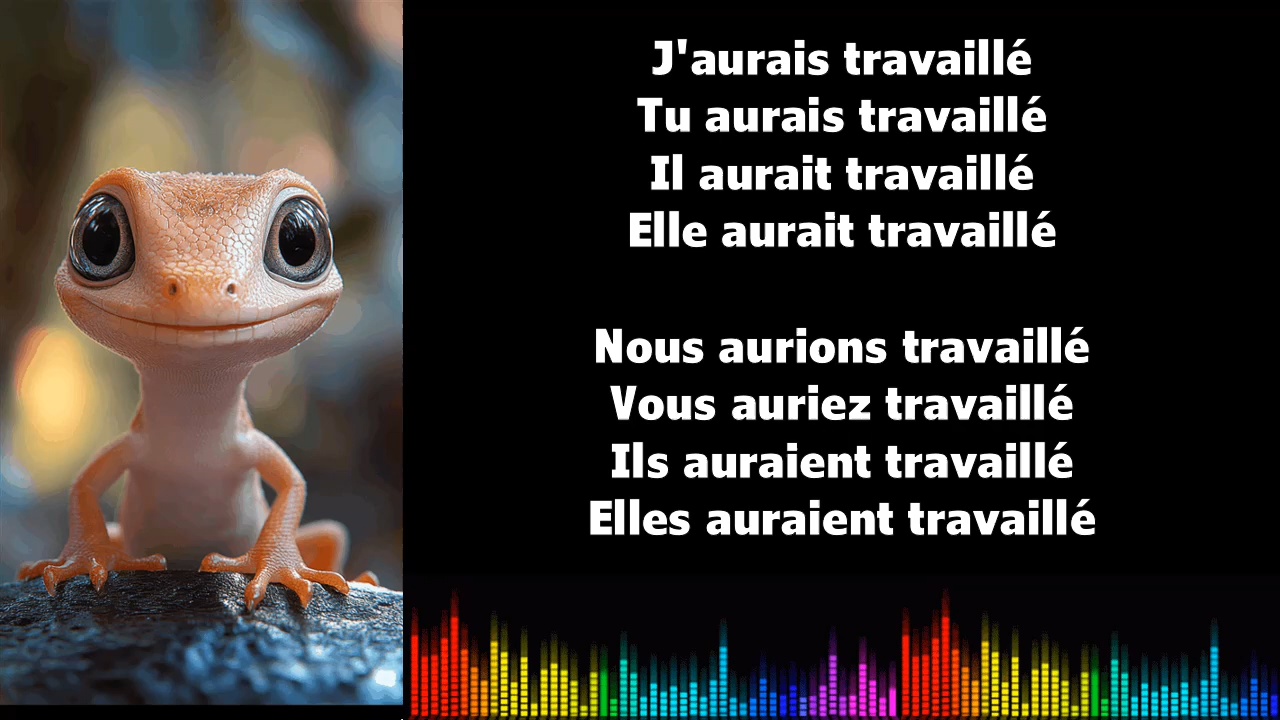 J'aurais travaillé
Tu aurais travaillé
Il aurait travaillé
Elle aurait travaillé
Nous aurions travaillé
Vous auriez travaillé
Ils auraient travaillé
Elles auraient travaillé